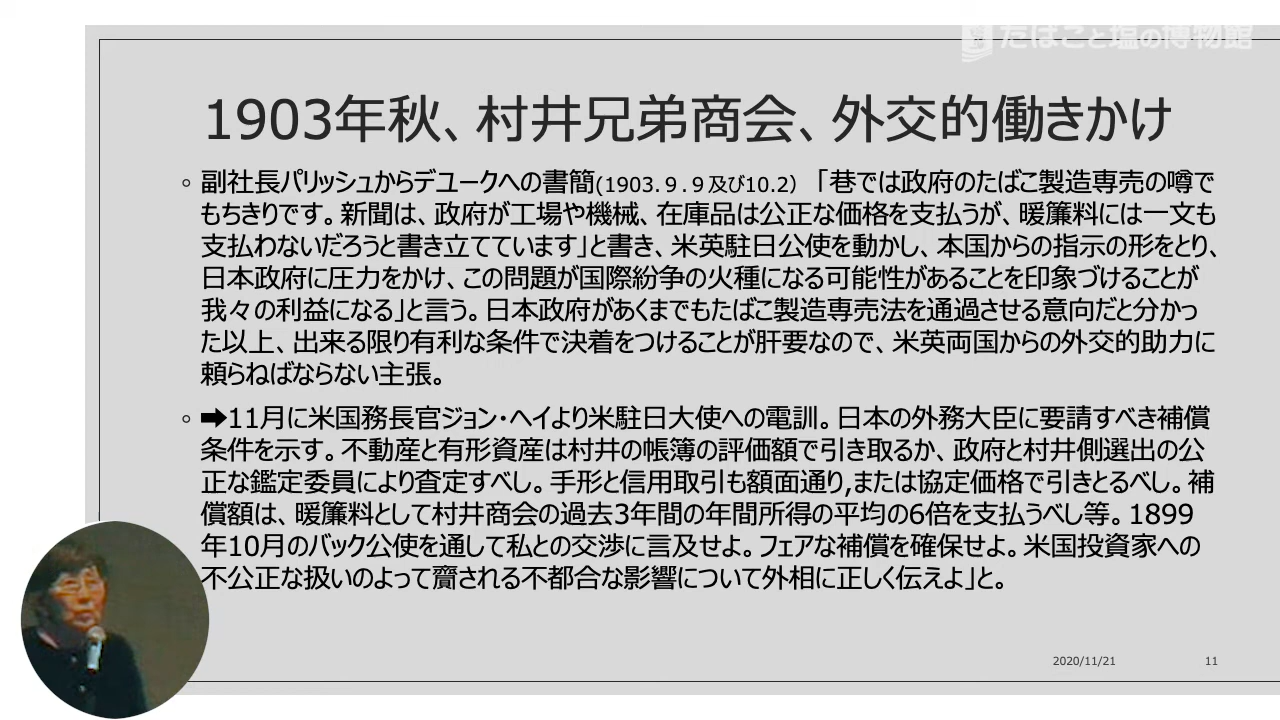 たばこと塩の博物館
1903年秋、村井兄弟商会、外交的働きかけ
◦ 副社長パリッシュからデユークへの書簡(1903.９.９及び10.2）「巷では政府のたばこ製造専売の噂で
もちきりです。新聞は、政府が工場や機械、在庫品は公正な価格を支払うが、暖簾料には一文も
支払わないだろうと書き立てています」と書き、米英駐日公使を動かし、本国からの指示の形をとり、
日本政府に圧力をかけ、この問題が国際紛争の火種になる可能性があることを印象づけることが
我々の利益になる」と言う。日本政府があくまでもたばこ製造専売法を通過させる意向だと分かっ
た以上、出来る限り有利な条件で決着をつけることが肝要なので、米英両国からの外交的助力に
頼らねばならない主張。
◦ ➡11月に米国務長官ジョン・ヘイより米駐日大使への電訓。日本の外務大臣に要請すべき補償
条件を示す。不動産と有形資産は村井の帳簿の評価額で引き取るか、政府と村井側選出の公
正な鑑定委員により査定すべし。手形と信用取引も額面通り,または協定価格で引きとるべし。補
償額は、暖簾料として村井商会の過去3年間の年間所得の平均の6倍を支払うべし等。1899
年10月のバック公使を通して私との交渉に言及せよ。フェアな補償を確保せよ。米国投資家への
不公正な扱いのよって齎される不都合な影響について外相に正しく伝えよ」と。
2020/11/21
11